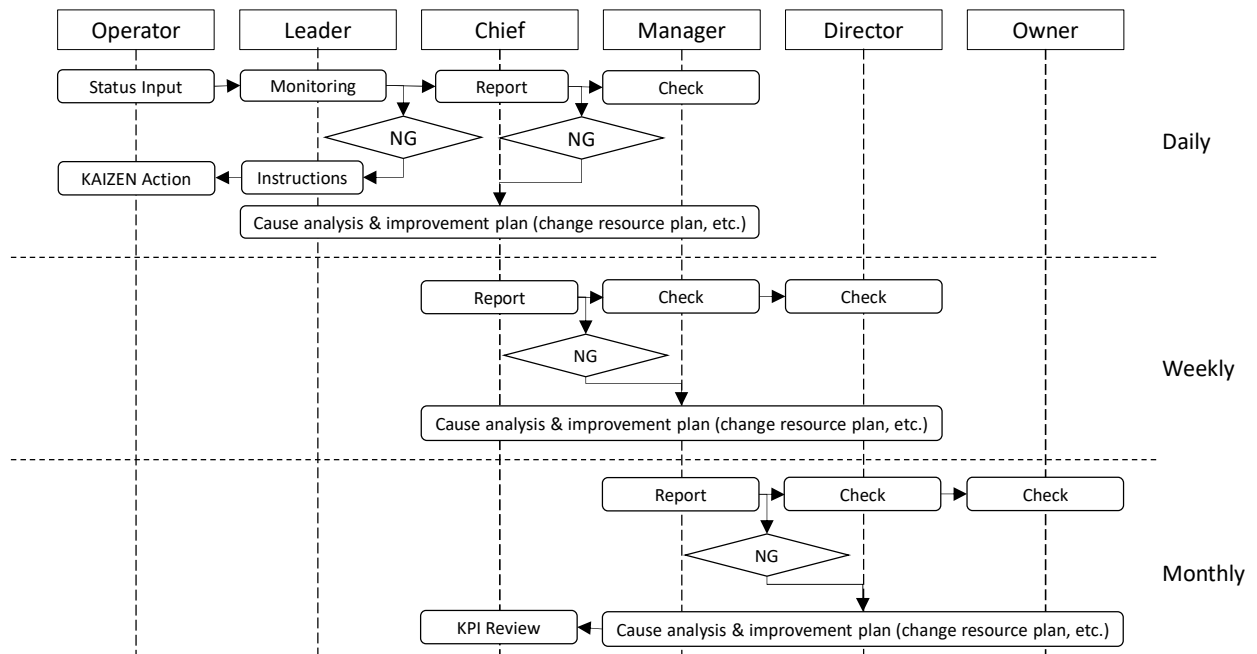 Operator
Leader
Chief
Manager
Director
Owner
Status Input
Monitoring
Report
Check
NG
NG
Daily
KAIZEN Action
Instructions
Cause analysis & improvement plan (change resource plan, etc.)
Report
Check
Check
NG
Weekly
Cause analysis & improvement plan (change resource plan, etc.)
Report
Check
Check
NG
Monthly
KPI Review
Cause analysis & improvement plan (change resource plan, etc.)